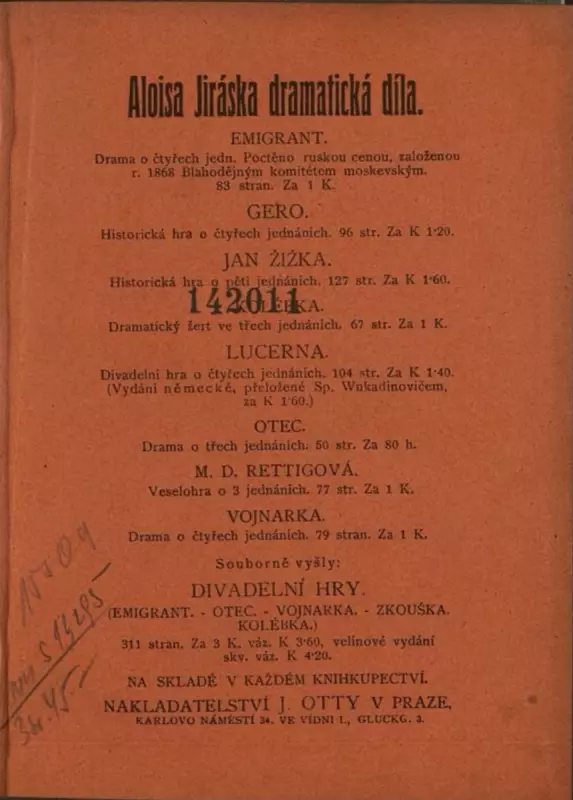 Aloisa Jiráska dramatická díla.
EMIGRANT.
Drama o čtyřech jedn. Poctěno ruskou cenou, založenou
r. 1868 Blahodějným komitétem moskevským.
83 stran. Za 1 K.
GERO.
Historická hra o čtyřech jednáních. 96 str. Za K 1·20.
JAN ŽIŽKA.
Historická hra o pěti jednáních. 127 str. Za K 1·60.
142011
KOLÉBKA.
Dramatický žert ve třech jednáních. 67 str. Za 1 K.
LUCERNA.
Divadelní hra o čtyřech jednáních. 104 str. Za K 1·40.
(Vydání německé, přeložené Sp. Wukadinovičem,
za K 1·60.)
OTEC.
Drama o třech jednáních. 50 str. Za 80 h.
M. D. RETTIGOVÁ.
Veselohra o 3 jednáních. 77 str. Za 1 K.
VOJNARKA.
Drama o čtyřech jednáních. 79 stran. Za 1 K.
Souborně vyšly:
DIVADELNÍ HRY.
(EMIGRANT. - OTEC. - VOJNARKA. - ZKOUŠKA.
KOLÉBKA.)
311 stran. Za 3 K. váz. K 3·60, velínové vydání
skv. váz. K 4·20.
NA SKLADĚ V KAŽDÉM KNIHKUPECTVÍ.
NAKLADATELSTVÍ J. OTTY V PRAZE,
KARLOVO NÁMĚSTÍ 34. VE VÍDNI I., GLUCKG. 3.